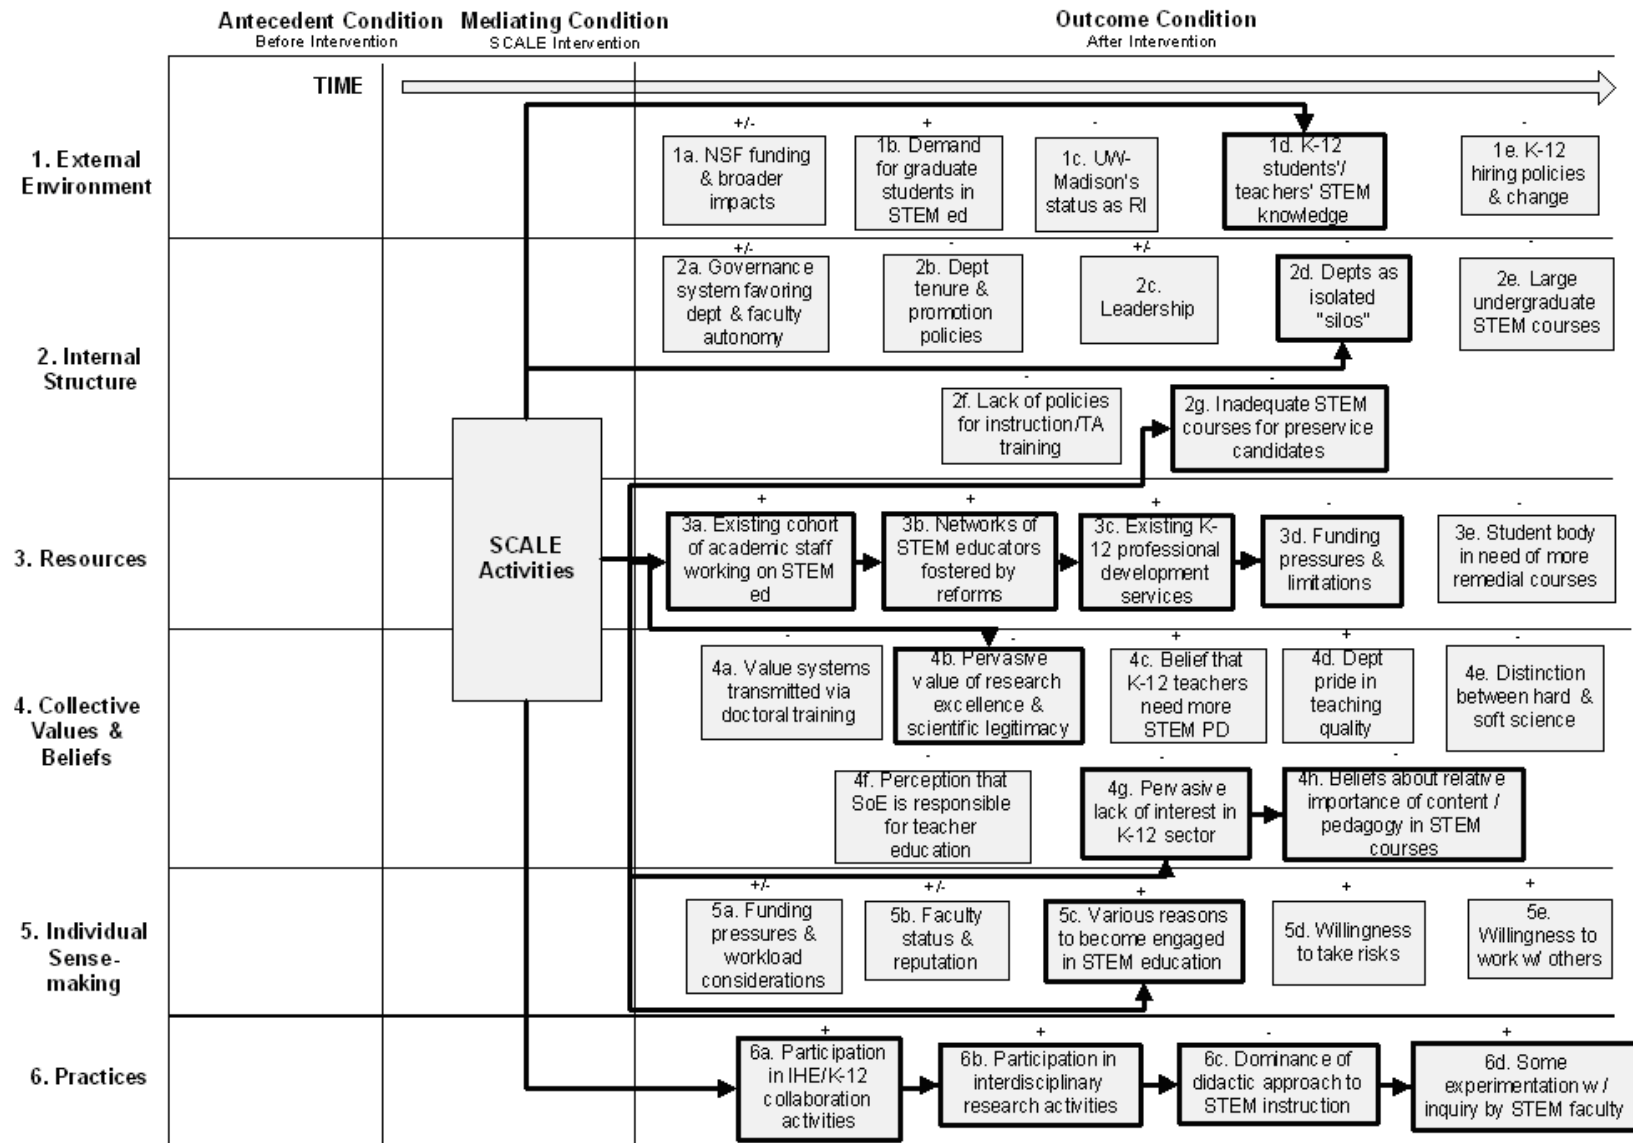 Antecedent Condition
Before Intervention
Mediating Condition
SCALE Intervention
Outcome Condition
After Intervention
TIME
1. External
Environment
+/-
1a. NSF funding
& broader
impacts
+
1b. Demand
for graduate
students in
STEM ed
-
1c. UW-
Madison's
status as RI
-
1d. K-12
students'/
teachers' STEM
knowledge
-
1e. K-12
hiring policies
& change
2. Internal
Structure
+/-
2a. Governance
system favoring
dept & faculty
autonomy
-
2b. Dept
tenure &
promotion
policies
+/-
2c.
Leadership
-
2d. Depts as
isolated
"silos"
-
2e. Large
undergraduate
STEM courses
-
2f. Lack of policies
for instruction/TA
training
-
2g. Inadequate STEM
courses for preservice
candidates
3. Resources
SCALE
Activities
+
3a. Existing cohort
of academic staff
working on STEM
ed
+
3b. Networks of
STEM educators
fostered by
reforms
+
3c. Existing K-
12 professional
development
services
-
3d. Funding
pressures &
limitations
-
3e. Student body
in need of more
remedial courses
4. Collective
Values &
Beliefs
-
4a. Value systems
transmitted via
doctoral training
-
4b. Pervasive
value of research
excellence &
scientific legitimacy
+
4c. Belief that
K-12 teachers
need more
STEM PD
+
4d. Dept
pride in
teaching
quality
-
4e. Distinction
between hard &
soft science
-
4f. Perception that
SoE is responsible
for teacher
education
-
4g. Pervasive
lack of interest in
K-12 sector
-
4h. Beliefs about relative
importance of content /
pedagogy in STEM
courses
5. Individual
Sense-
making
+/-
5a. Funding
pressures &
workload
considerations
+/-
5b. Faculty
status &
reputation
+
5c. Various reasons
to become engaged
in STEM education
+
5d. Willingness
to take risks
+
5e.
Willingness to
work w/ others
6. Practices
+
6a. Participation
in IHE/K-12
collaboration
activities
+
6b. Participation in
interdisciplinary
research activities
-
6c. Dominance of
didactic approach to
STEM instruction
+
6d. Some
experimentation w/
inquiry by STEM faculty